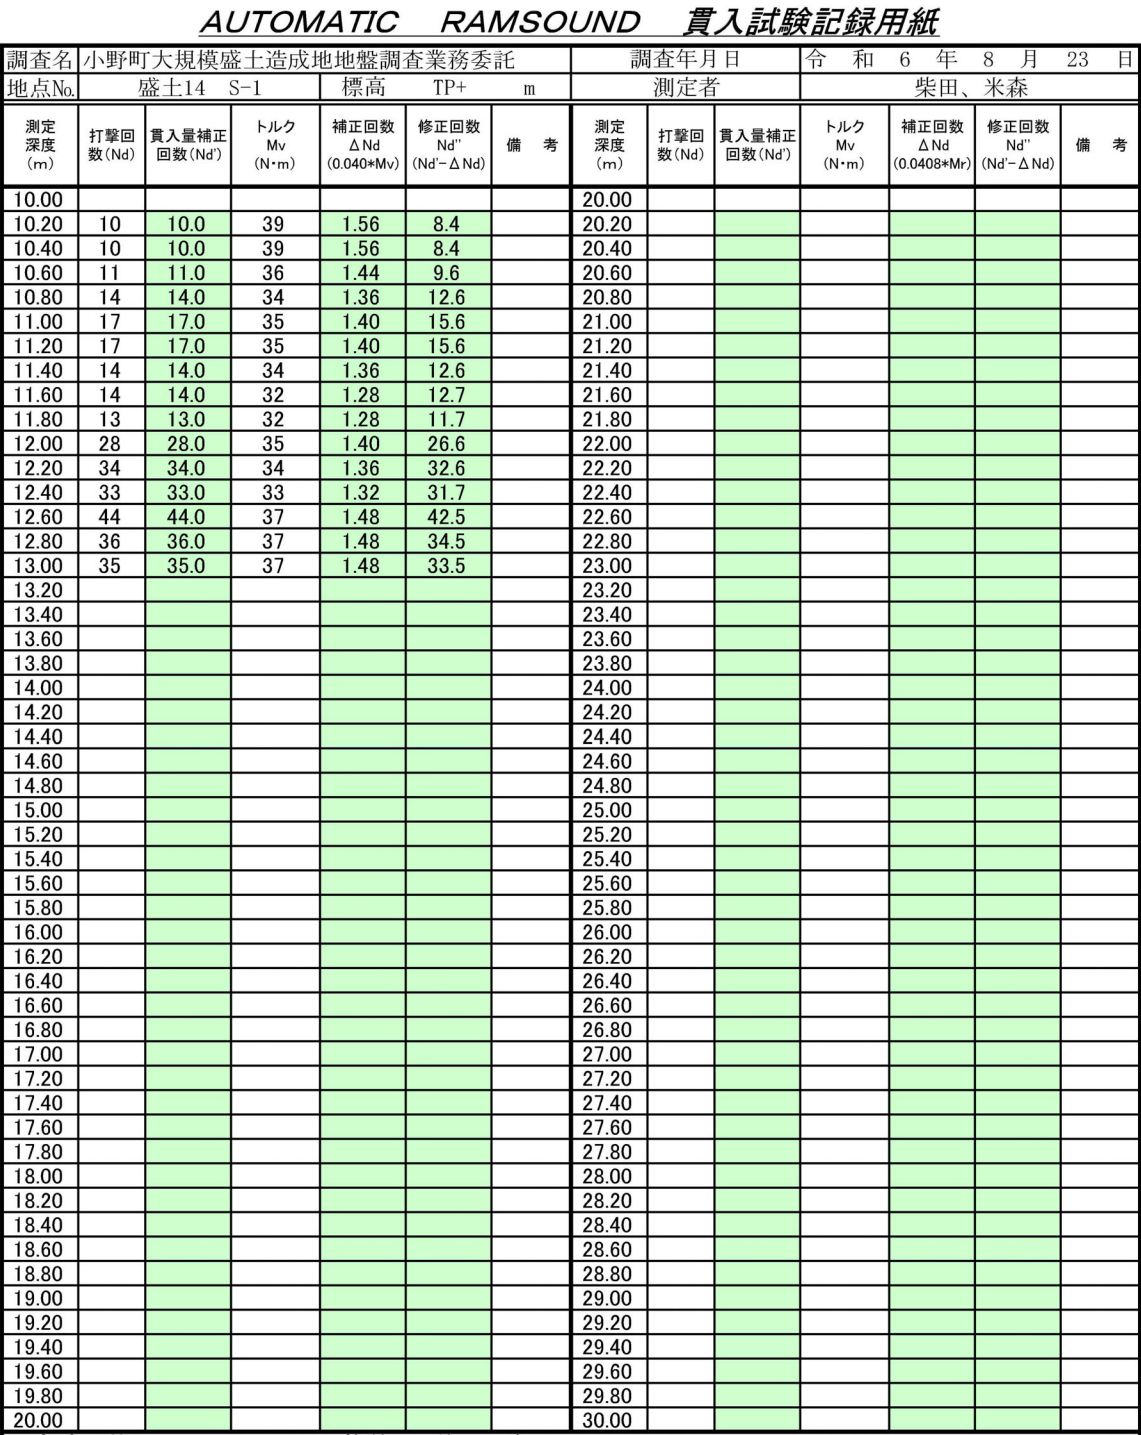 AUTOMATIC RAMSOUND 貫入試験記録用紙
調査名 小野町大規模盛土造成地地盤調査業務委託 調査年月日 令 和 6 年 8 月 23 日
地点No. 盛土14 S-1 標高 TP+ m 測定者 柴田、米森
測定深度(m) 打撃回数(Nd) 貫入量補正回数(Nd') トルクMv(N・m) 補正回数ΔNd(0.040*Mv) 修正回数Nd''(Nd'-ΔNd) 備 考 測定深度(m) 打撃回数(Nd) 貫入量補正回数(Nd') トルクMv(N・m) 補正回数ΔNd(0.0408*Mr) 修正回数Nd''(Nd'-ΔNd) 備 考
10.00 20.00
10.20 10 10.0 39 1.56 8.4 20.20
10.40 10 10.0 39 1.56 8.4 20.40
10.60 11 11.0 36 1.44 9.6 20.60
10.80 14 14.0 34 1.36 12.6 20.80
11.00 17 17.0 35 1.40 15.6 21.00
11.20 17 17.0 35 1.40 15.6 21.20
11.40 14 14.0 34 1.36 12.6 21.40
11.60 14 14.0 32 1.28 12.7 21.60
11.80 13 13.0 32 1.28 11.7 21.80
12.00 28 28.0 35 1.40 26.6 22.00
12.20 34 34.0 34 1.36 32.6 22.20
12.40 33 33.0 33 1.32 31.7 22.40
12.60 44 44.0 37 1.48 42.5 22.60
12.80 36 36.0 37 1.48 34.5 22.80
13.00 35 35.0 37 1.48 33.5 23.00
13.20 23.20
13.40 23.40
13.60 23.60
13.80 23.80
14.00 24.00
14.20 24.20
14.40 24.40
14.60 24.60
14.80 24.80
15.00 25.00
15.20 25.20
15.40 25.40
15.60 25.60
15.80 25.80
16.00 26.00
16.20 26.20
16.40 26.40
16.60 26.60
16.80 26.80
17.00 27.00
17.20 27.20
17.40 27.40
17.60 27.60
17.80 27.80
18.00 28.00
18.20 28.20
18.40 28.40
18.60 28.60
18.80 28.80
19.00 29.00
19.20 29.20
19.40 29.40
19.60 29.60
19.80 29.80
20.00 30.00